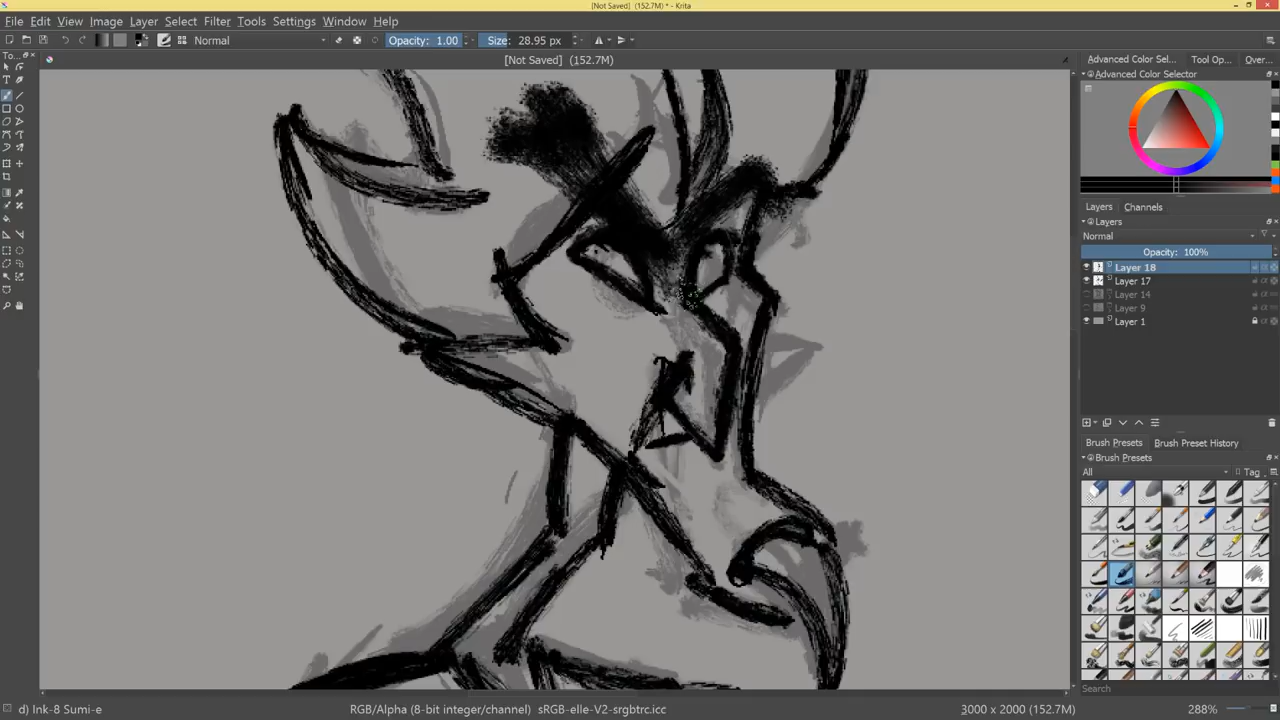 [Not Saved] (152.7M) * - Krita
File Edit View Image Layer Select Filter Tools Settings Window Help
Normal Opacity: 1.00 Size: 28.95 px
To... [Not Saved] (152.7M) Advanced Color Sel... Tool Op... Over...
Advanced Color Selector
Layers Channels
Layers
Normal
Opacity: 100%
Layer 18
Layer 17
Layer 14
Layer 9
Layer 1
Brush Presets Brush Preset History
Brush Presets
All Tag
Search
d) Ink-8 Sumi-e RGB/Alpha (8-bit integer/channel) sRGB-elle-V2-srgbtrc.icc 3000 x 2000 (152.7M) 288%